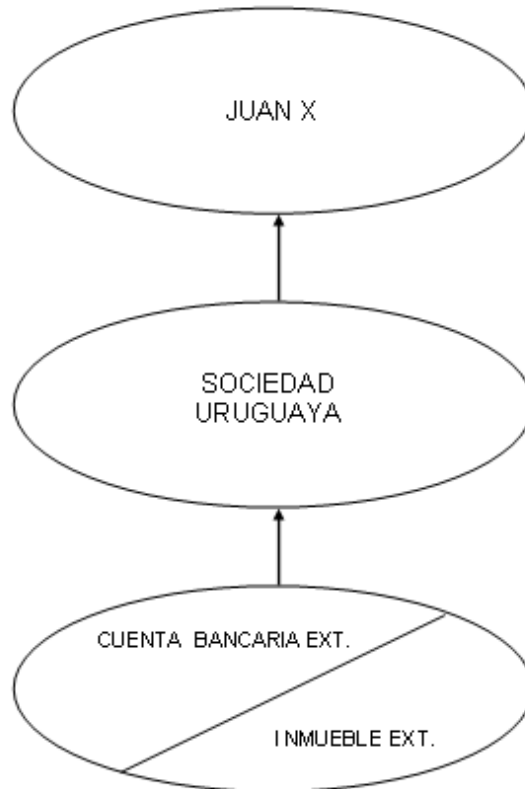 JUAN X
SOCIEDAD
URUGUAYA
CUENTA BANCARIA EXT.
INMUEBLE EXT.